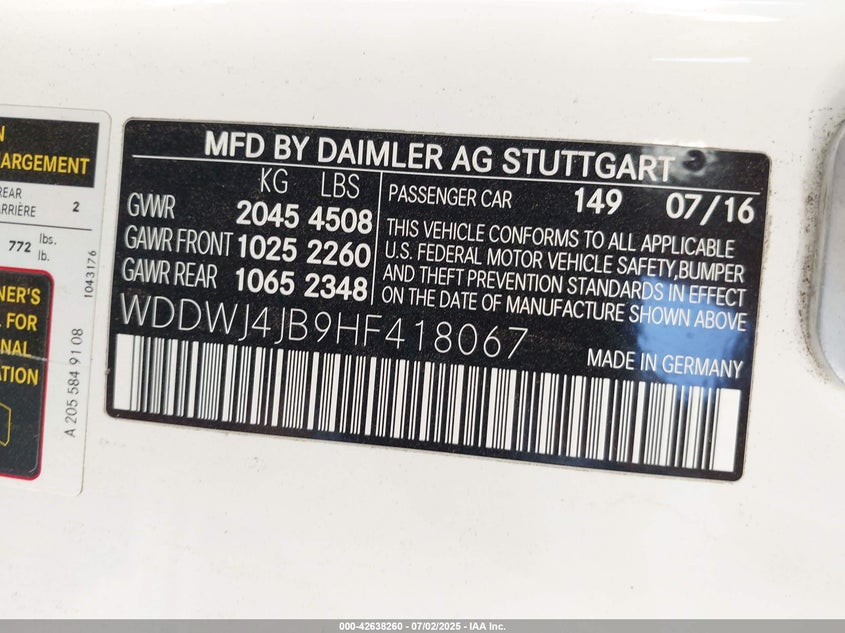 N
ARGEMENT
REAR
ARRIÈRE 2
772 lbs.
lb.
NER'S
L FOR
NAL
ATION
A 205 584 91 08
1043176
MFD BY DAIMLER AG STUTTGART
KG LBS
GVWR 2045 4508
GAWR FRONT 1025 2260
GAWR REAR 1065 2348
PASSENGER CAR 149 07/16
THIS VEHICLE CONFORMS TO ALL APPLICABLE
U.S. FEDERAL MOTOR VEHICLE SAFETY,BUMPER
AND THEFT PREVENTION STANDARDS IN EFFECT
ON THE DATE OF MANUFACTURE SHOWN ABOVE
WDDWJ4JB9HF418067
MADE IN GERMANY
000-42638260 - 07/02/2025 - IAA Inc.